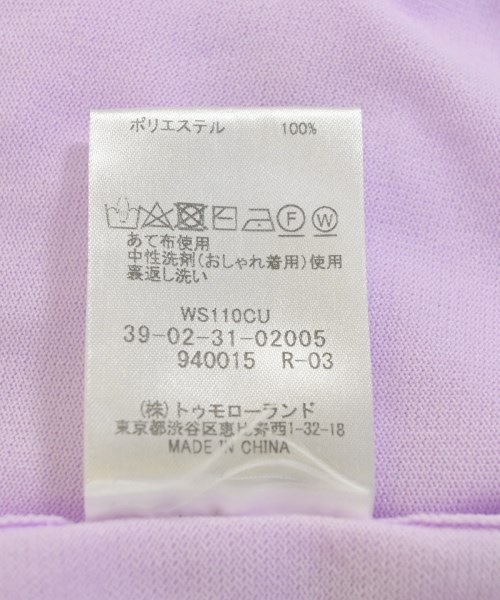 ポリエステル 100%
F W
あて布使用
中性洗剤(おしゃれ着用)使用
裏返し洗い
WS110CU
39-02-31-02005
940015 R-03
(株)トゥモローランド
東京都渋谷区恵比寿西1-32-18
MADE IN CHINA